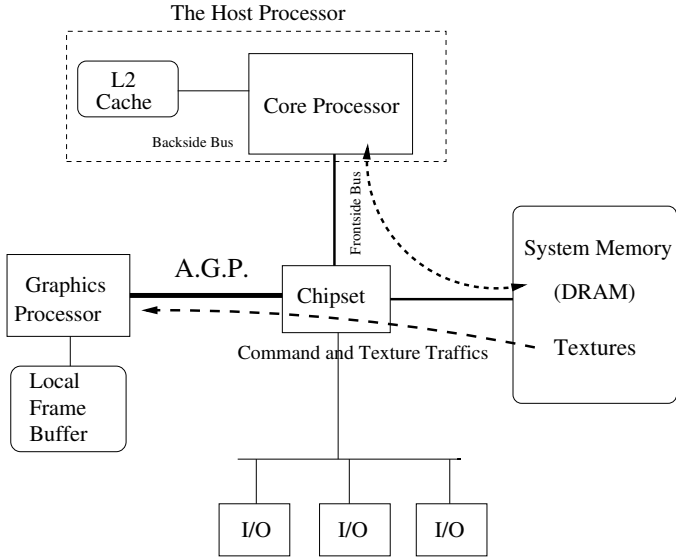 The Host Processor
L2
Cache
Core Processor
Backside Bus
Frontside Bus
System Memory
(DRAM)
Textures
A.G.P.
Graphics
Processor
Chipset
Command and Texture Traffics
Local
Frame
Buffer
I/O
I/O
I/O